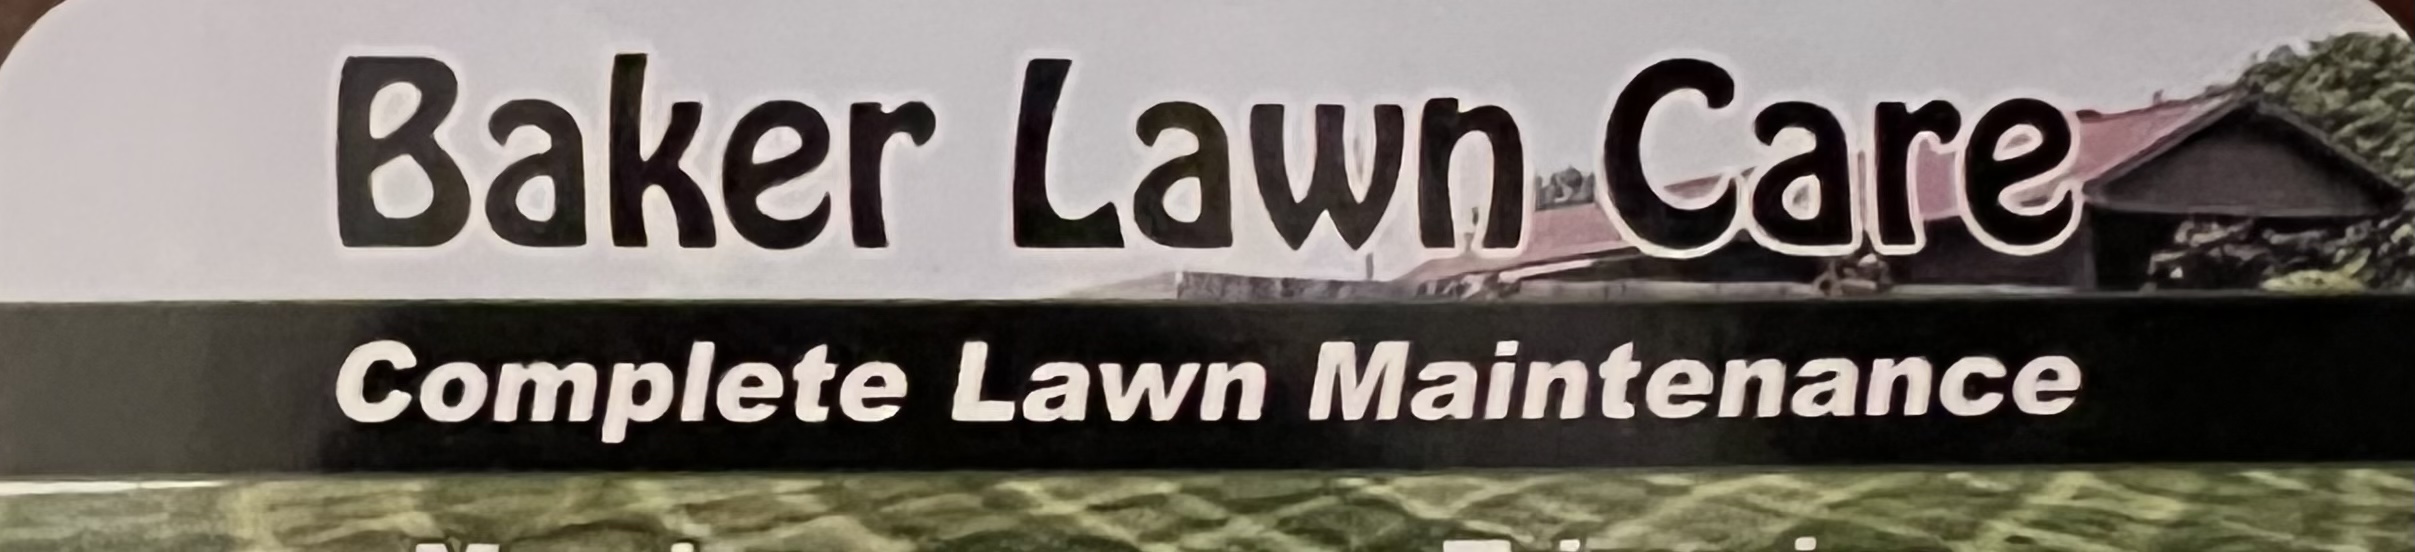 Baker Lawn Care
Complete Lawn Maintenance